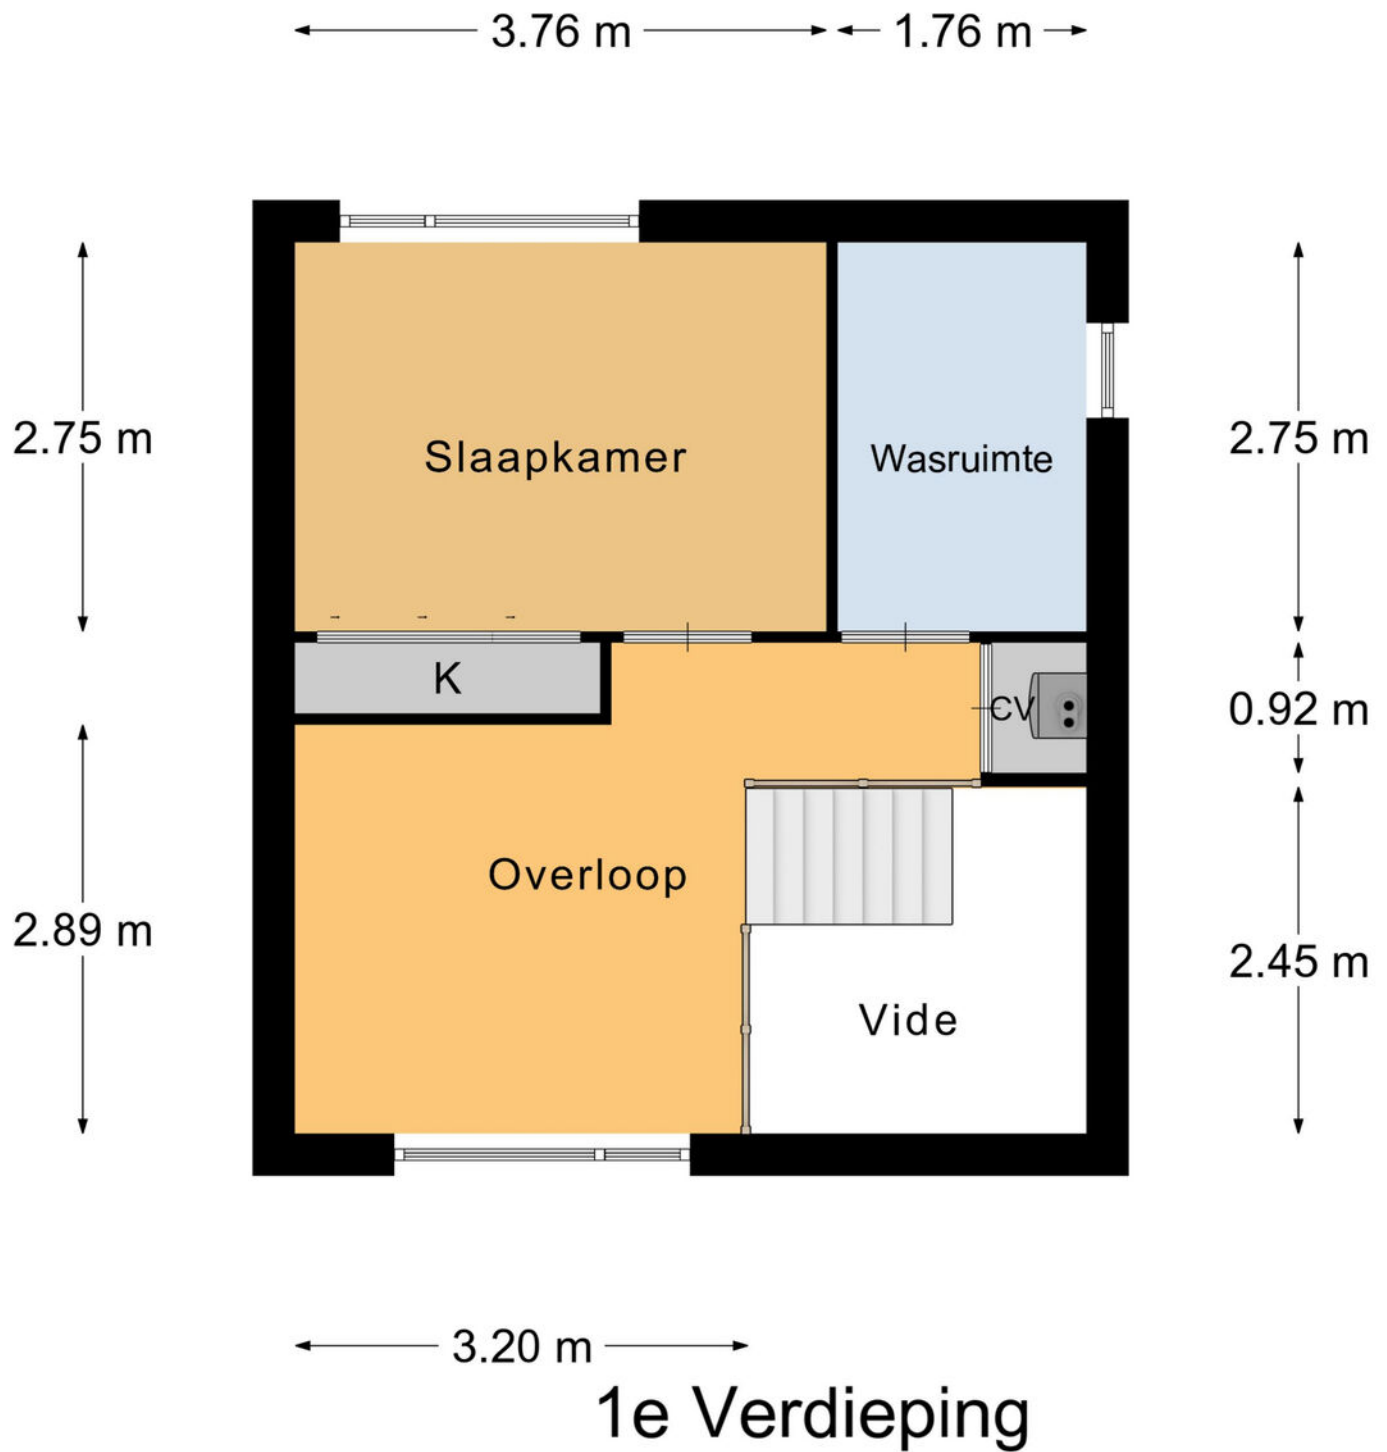 3.76 m
1.76 m
2.75 m
Slaapkamer
Wasruimte
2.75 m
K
CV
0.92 m
Overloop
2.89 m
2.45 m
Vide
3.20 m
1e Verdieping